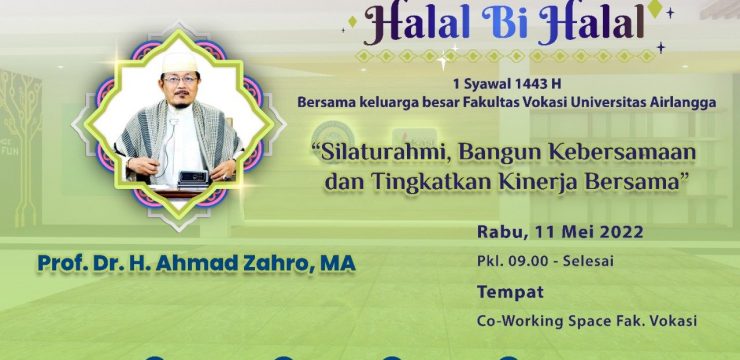 Halal Bi Halal
1 Syawal 1443 H
Bersama keluarga besar Fakultas Vokasi Universitas Airlangga
“Silaturahmi, Bangun Kebersamaan
dan Tingkatkan Kinerja Bersama”
Rabu, 11 Mei 2022
Pkl. 09.00 - Selesai
Tempat
Co-Working Space Fak. Vokasi
Prof. Dr. H. Ahmad Zahro, MA